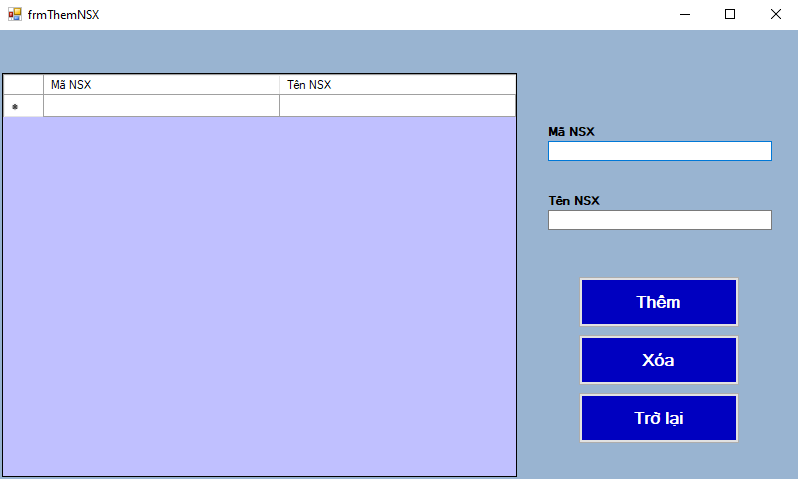 frmThemNSX
Mã NSX Tên NSX
Mã NSX
Tên NSX
Thêm
Xóa
Trở lại